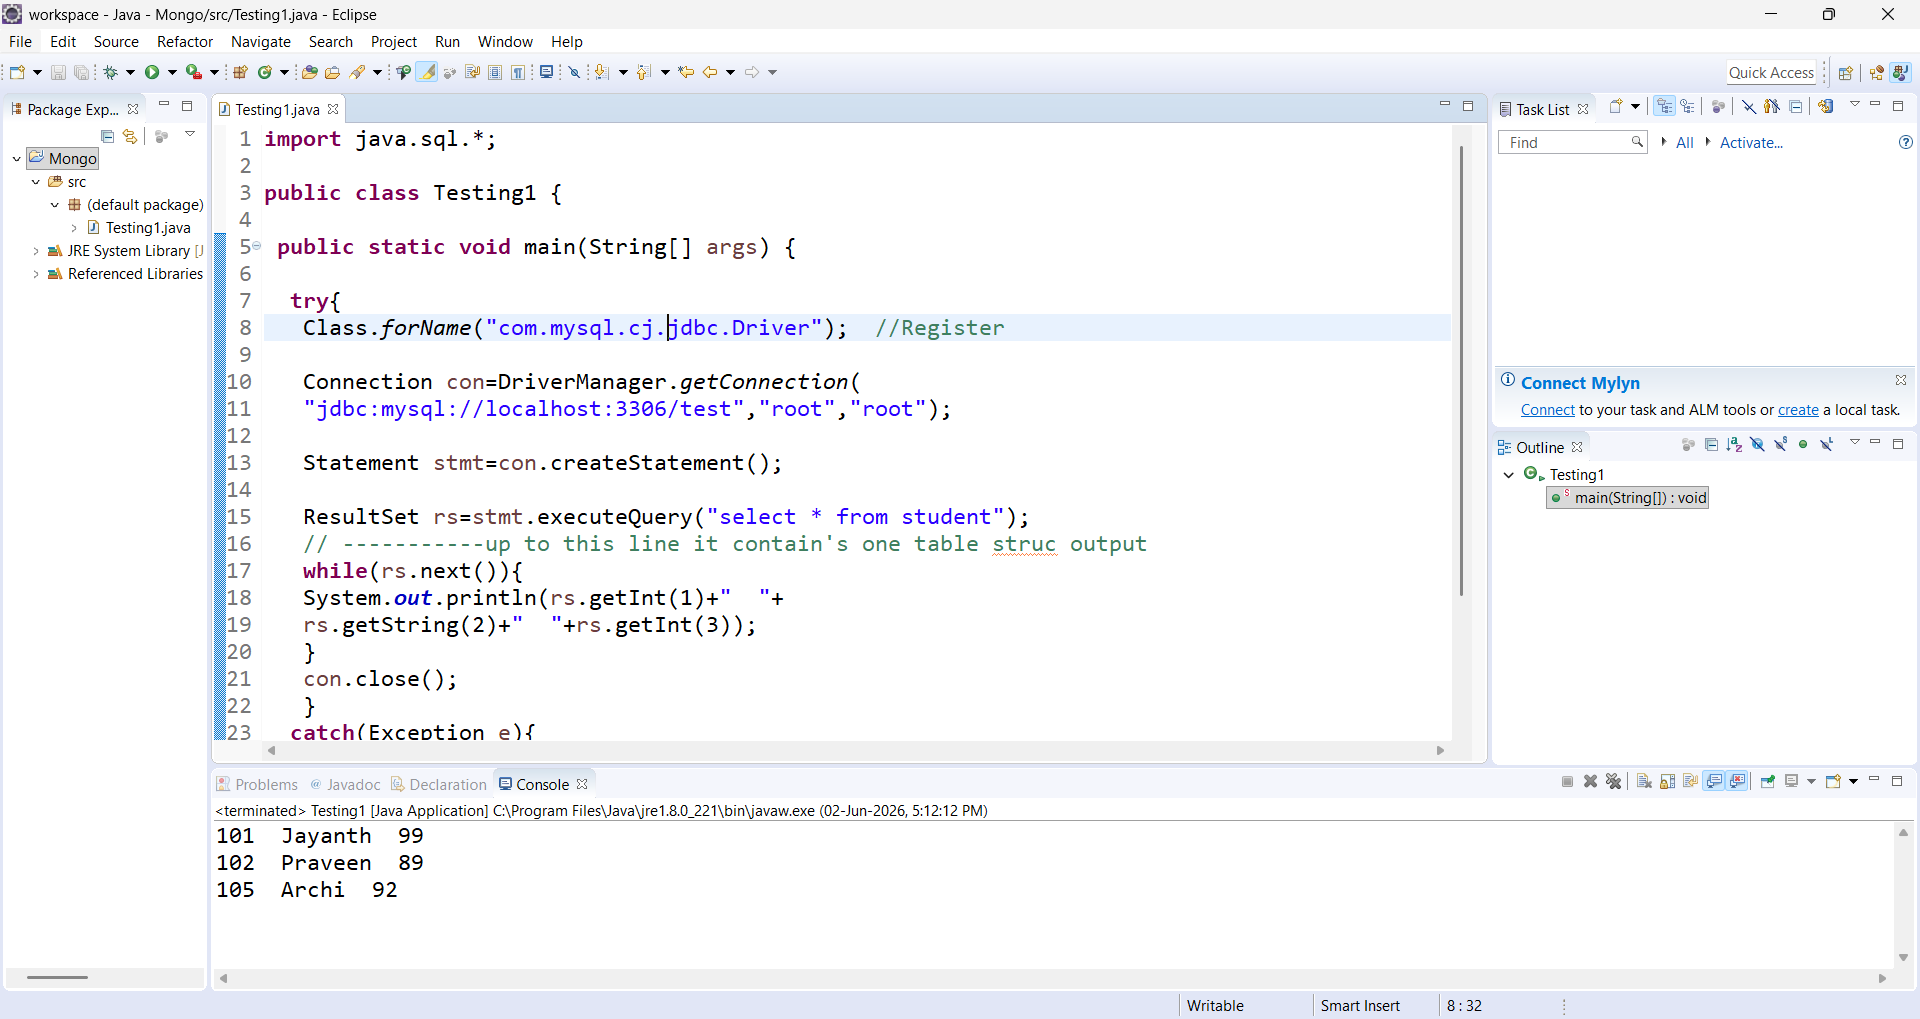 workspace - Java - Mongo/src/Testing1.java - Eclipse
File Edit Source Refactor Navigate Search Project Run Window Help
Quick Access
Package Exp...
Mongo
src
(default package)
Testing1.java
JRE System Library [J
Referenced Libraries
Testing1.java
1 import java.sql.*;
2
3 public class Testing1 {
4
5 public static void main(String[] args) {
6
7 try{
8 Class.forName("com.mysql.cj.jdbc.Driver"); //Register
9
10 Connection con=DriverManager.getConnection(
11 "jdbc:mysql://localhost:3306/test","root","root");
12
13 Statement stmt=con.createStatement();
14
15 ResultSet rs=stmt.executeQuery("select * from student");
16 // -----------up to this line it contain's one table struc output
17 while(rs.next()){
18 System.out.println(rs.getInt(1)+"  "+
19 rs.getString(2)+"  "+rs.getInt(3));
20 }
21 con.close();
22 }
23 catch(Exception e){
Task List
Find All Activate...
Connect Mylyn
Connect to your task and ALM tools or create a local task.
Outline
Testing1
main(String[]) : void
Problems Javadoc Declaration Console
<terminated> Testing1 [Java Application] C:\Program Files\Java\jre1.8.0_221\bin\javaw.exe (02-Jun-2026, 5:12:12 PM)
101 Jayanth 99
102 Praveen 89
105 Archi 92
Writable Smart Insert 8 : 32